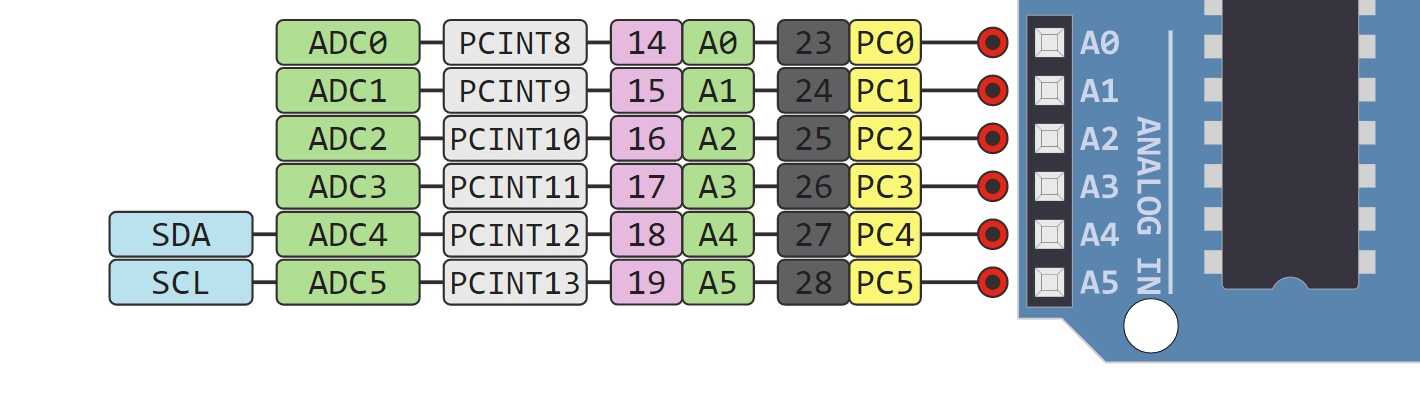 ADC0 PCINT8 14 A0 23 PC0 A0
ADC1 PCINT9 15 A1 24 PC1 A1
ADC2 PCINT10 16 A2 25 PC2 A2
ADC3 PCINT11 17 A3 26 PC3 A3
SDA ADC4 PCINT12 18 A4 27 PC4 A4
SCL ADC5 PCINT13 19 A5 28 PC5 A5
ANALOG IN